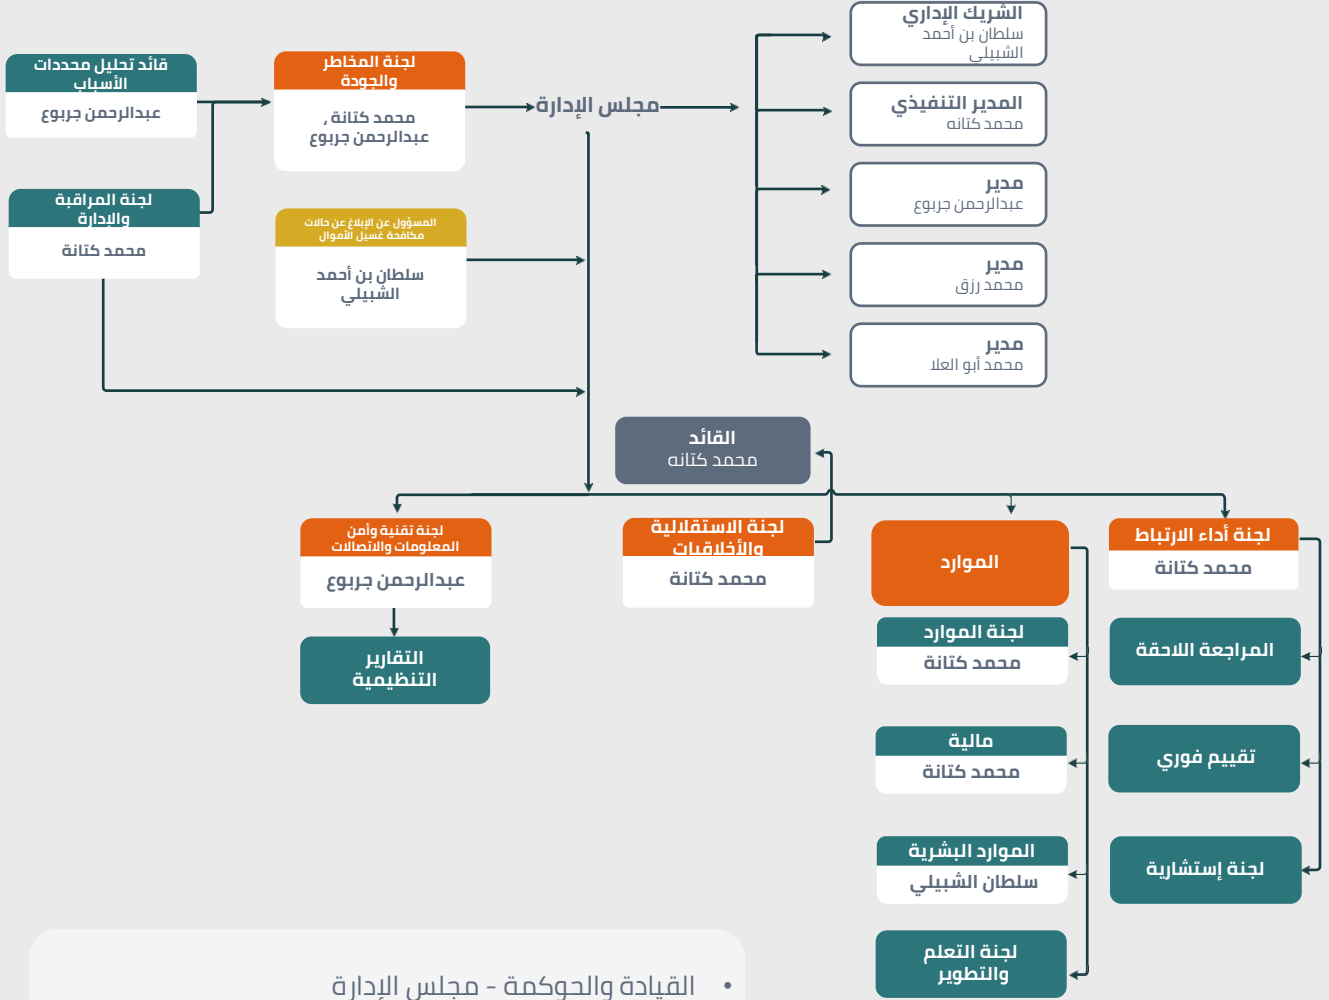 الشريك الإداري
سلطان بن أحمد
الشبيلي
المدير التنفيذي
محمد كتانه
مدير
عبدالرحمن جربوع
مدير
محمد رزق
مدير
محمد أبو العلا
مجلس الإدارة
لجنة المخاطر
والجودة
محمد كتانة ،
عبدالرحمن جربوع
قائد تحليل محددات
الأسباب
عبدالرحمن جربوع
لجنة المراقبة
والإدارة
محمد كتانة
المسؤول عن الإبلاغ عن حالات
مكافحة غسيل الأموال
سلطان بن أحمد
الشبيلي
القائد
محمد كتانه
لجنة أداء الارتباط
محمد كتانة
المراجعة اللاحقة
تقييم فوري
لجنة إستشارية
الموارد
لجنة الموارد
محمد كتانة
مالية
محمد كتانة
الموارد البشرية
سلطان الشبيلي
لجنة التعلم
والتطوير
لجنة الاستقلالية
والأخلاقيات
محمد كتانة
لجنة تقنية وأمن
المعلومات والاتصالات
عبدالرحمن جربوع
التقارير
التنظيمية
• القيادة والحوكمة - مجلس الإدارة